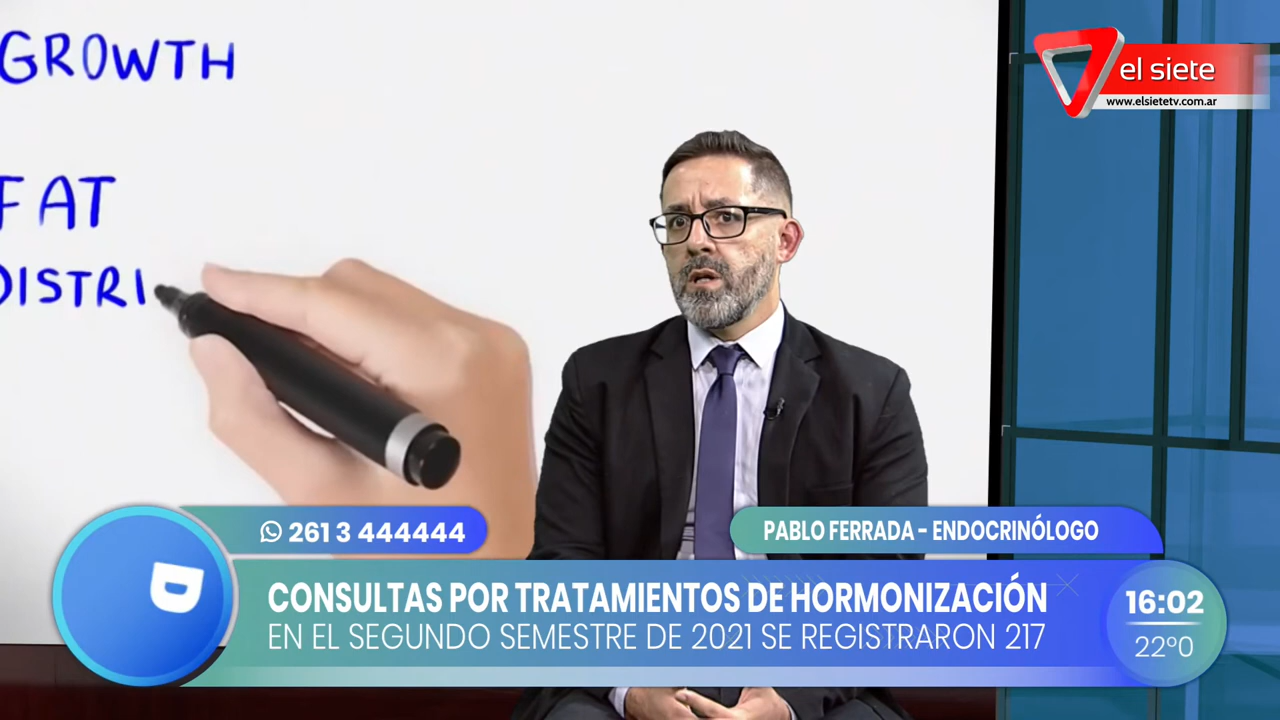 GROWTH
FAT
DISTRI
el siete
www.elsietetv.com.ar
261 3 444444
PABLO FERRADA - ENDOCRINÓLOGO
D
CONSULTAS POR TRATAMIENTOS DE HORMONIZACIÓN
EN EL SEGUNDO SEMESTRE DE 2021 SE REGISTRARON 217
16:02
22º0